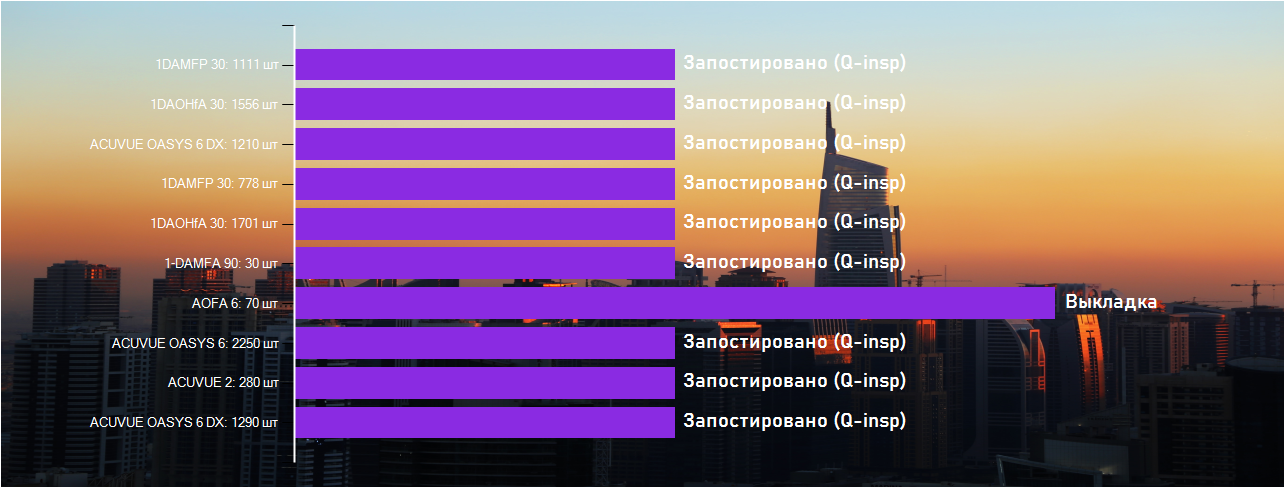 1DAMFP 30: 1111 шт Запостировано (Q-insp)
1DAOHfA 30: 1556 шт Запостировано (Q-insp)
ACUVUE OASYS 6 DX: 1210 шт Запостировано (Q-insp)
1DAMFP 30: 778 шт Запостировано (Q-insp)
1DAOHfA 30: 1701 шт Запостировано (Q-insp)
1-DAMFA 90: 30 шт Запостировано (Q-insp)
AOFA 6: 70 шт Выкладка
ACUVUE OASYS 6: 2250 шт Запостировано (Q-insp)
ACUVUE 2: 280 шт Запостировано (Q-insp)
ACUVUE OASYS 6 DX: 1290 шт Запостировано (Q-insp)